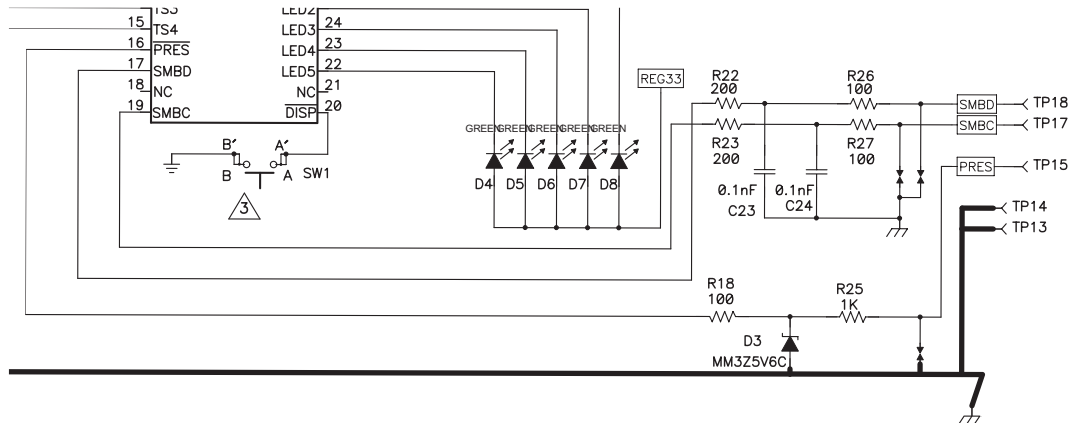 TS3 LED2
15 TS4 LED3 24
16 PRES LED4 23
17 SMBD LED5 22
18 NC NC 21
19 SMBC DISP 20
REG33
R22
200
R26
100
SMBD TP18
SMBC TP17
R23
200
R27
100
GREEN GREEN GREEN GREEN GREEN
B' A'
B A SW1
3
D4 D5 D6 D7 D8
0.1nF 0.1nF
C23 C24
PRES TP15
TP14
TP13
R18
100
R25
1K
D3
MM3Z5V6C